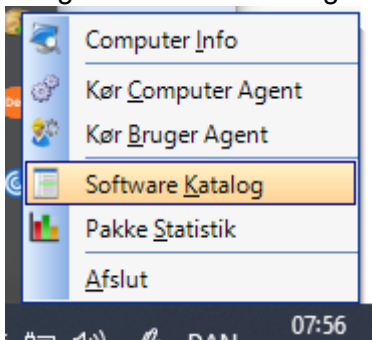 Computer Info
Kør Computer Agent
Kør Bruger Agent
Software Katalog
Pakke Statistik
Afslut
07:56